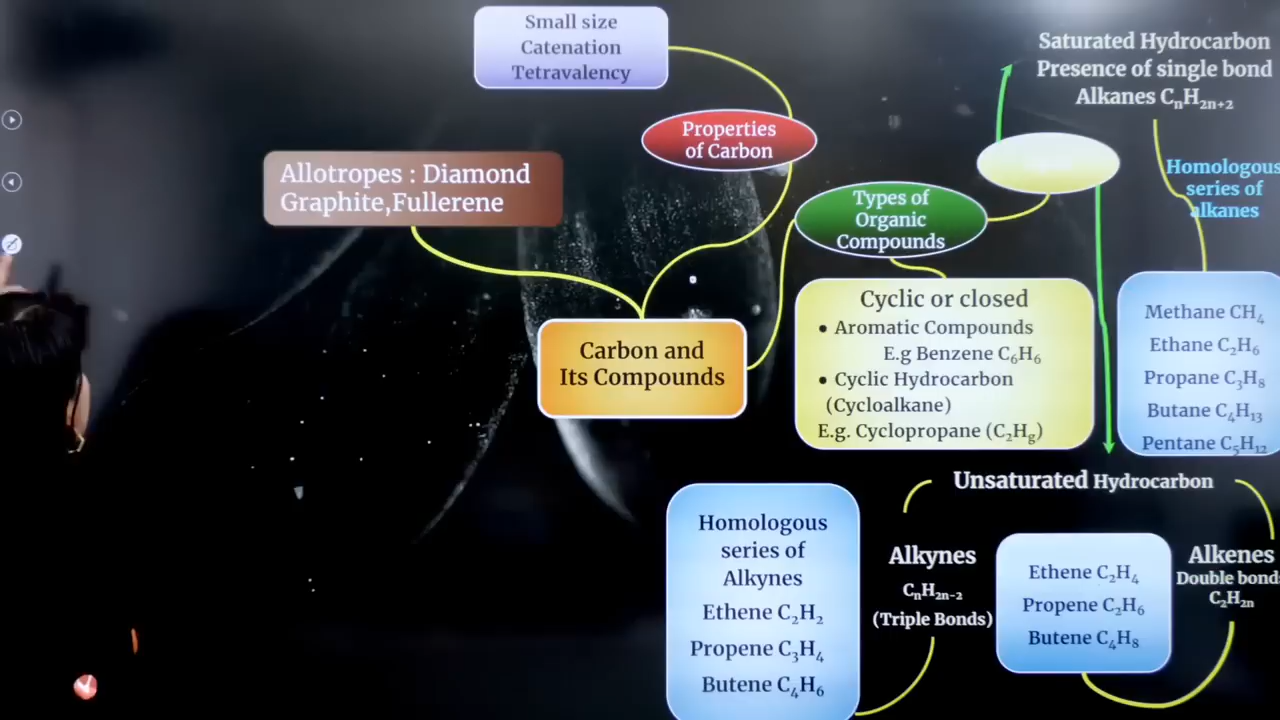 Small size
Catenation
Tetravalency
Properties
of Carbon
Allotropes : Diamond
Graphite,Fullerene
Carbon and
Its Compounds
Types of
Organic
Compounds
Saturated Hydrocarbon
Presence of single bond
Alkanes CₙH₂ₙ₊₂
Homologous
series of
alkanes
Methane CH₄
Ethane C₂H₆
Propane C₃H₈
Butane C₄H₁₃
Pentane C₅H₁₂
Cyclic or closed
• Aromatic Compounds
E.g Benzene C₆H₆
• Cyclic Hydrocarbon
(Cycloalkane)
E.g. Cyclopropane (C₂H₈)
Unsaturated Hydrocarbon
Alkynes
CₙH₂ₙ₋₂
(Triple Bonds)
Homologous
series of
Alkynes
Ethene C₂H₂
Propene C₃H₄
Butene C₄H₆
Alkenes
Double bond
C₂H₂ₙ
Ethene C₂H₄
Propene C₂H₆
Butene C₄H₈